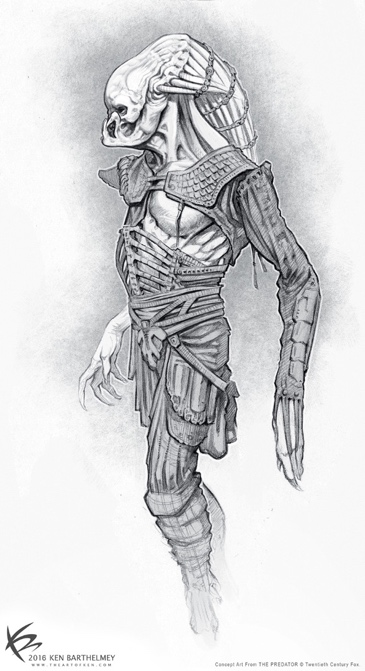 2016 KEN BARTHELMEY
WWW.THEARTOFKEN.COM
Concept Art From THE PREDATOR © Twentieth Century Fox.